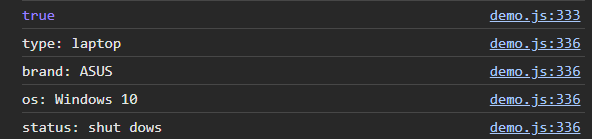 true demo.js:333
type: laptop demo.js:336
brand: ASUS demo.js:336
os: Windows 10 demo.js:336
status: shut dows demo.js:336